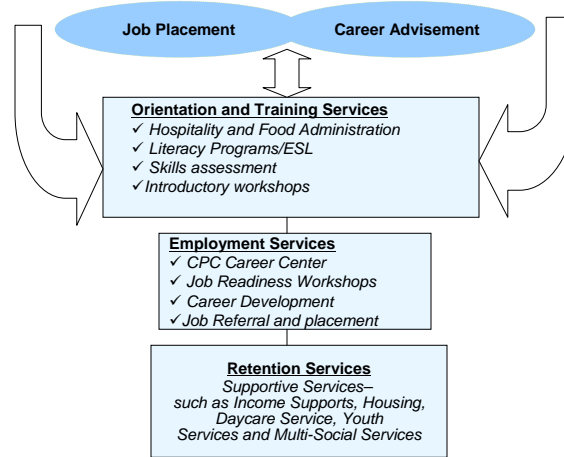 Job Placement
Career Advisement
Orientation and Training Services
✓ Hospitality and Food Administration
✓ Literacy Programs/ESL
✓ Skills assessment
✓ Introductory workshops
Employment Services
✓ CPC Career Center
✓ Job Readiness Workshops
✓ Career Development
✓ Job Referral and placement
Retention Services
Supportive Services–
such as Income Supports, Housing,
Daycare Service, Youth
Services and Multi-Social Services